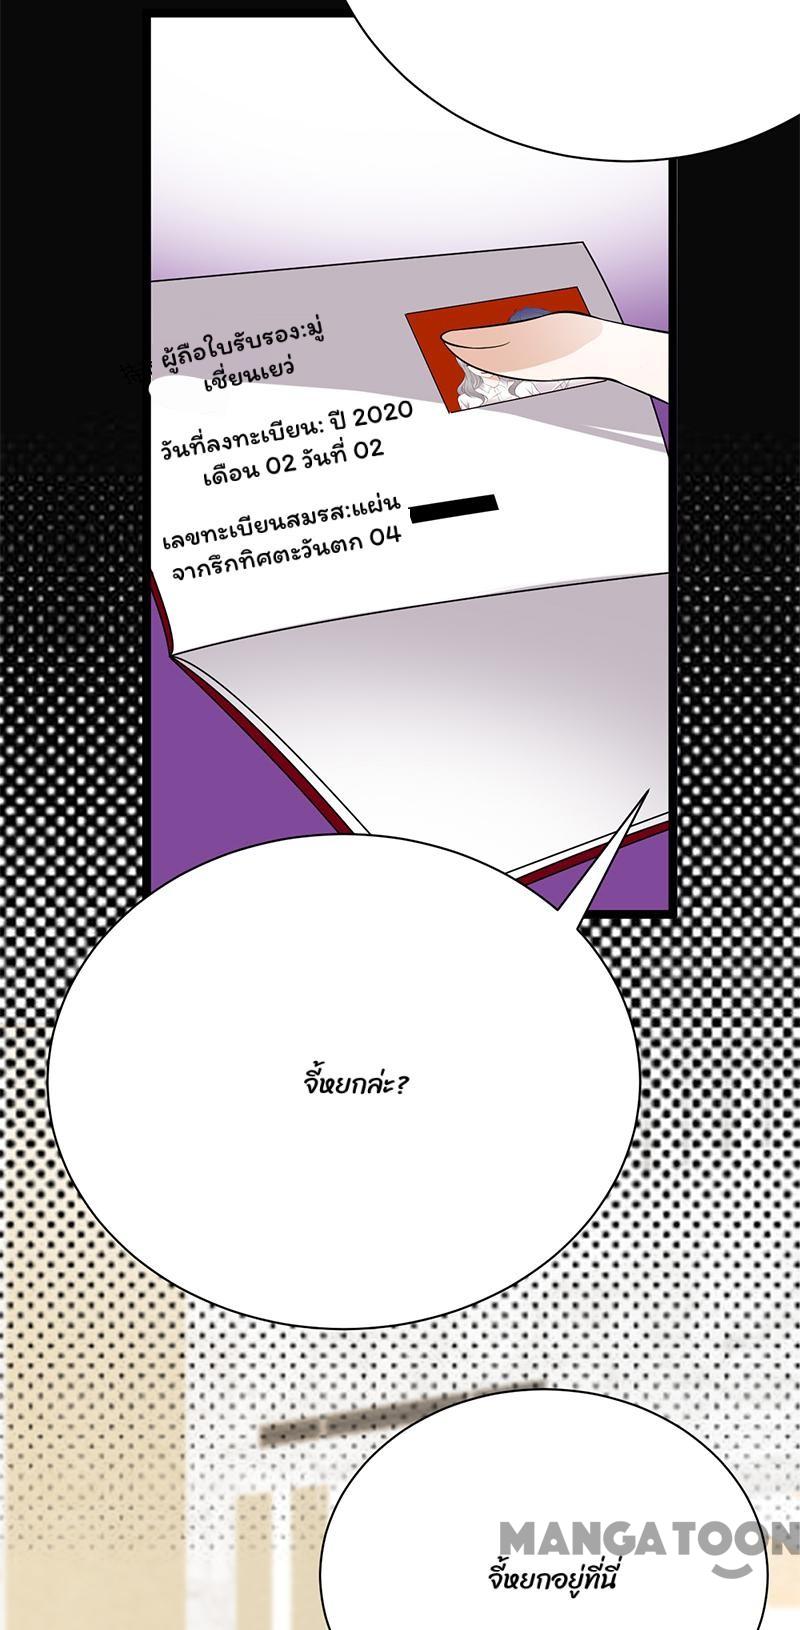 ผู้ถือใบรับรอง:มู่
เชี่ยนเยว่
วันที่ลงทะเบียน: ปี 2020
เดือน 02 วันที่ 02
เลขทะเบียนสมรส:แผ่น
จากรึกทิศตะวันตก 04
จี้หยกล่ะ?
MANGATOON
จี้หยกอยู่ที่นี่